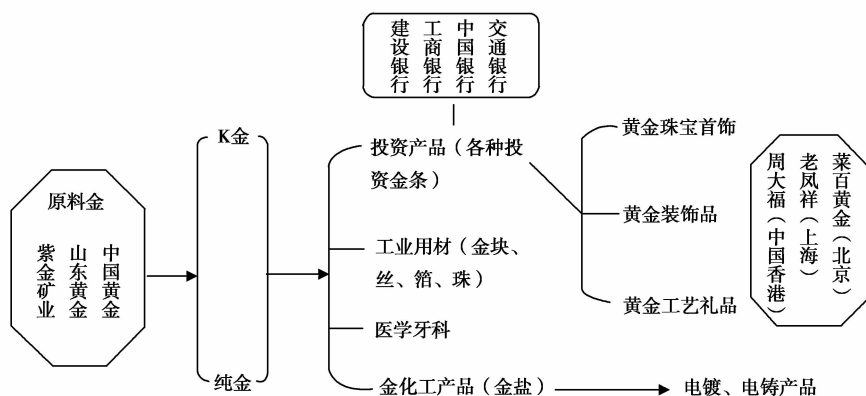 建设银行
工商银行
中国银行
交通银行
K金
纯金
原料金
紫金矿业
山东黄金
中国黄金
投资产品（各种投
资金条）
工业用材（金块、
丝、箔、珠）
医学牙科
金化工产品（金盐）
黄金珠宝首饰
黄金装饰品
黄金工艺礼品
电镀、电铸产品
周大福（中国香港）
老凤祥（上海）
菜百黄金（北京）